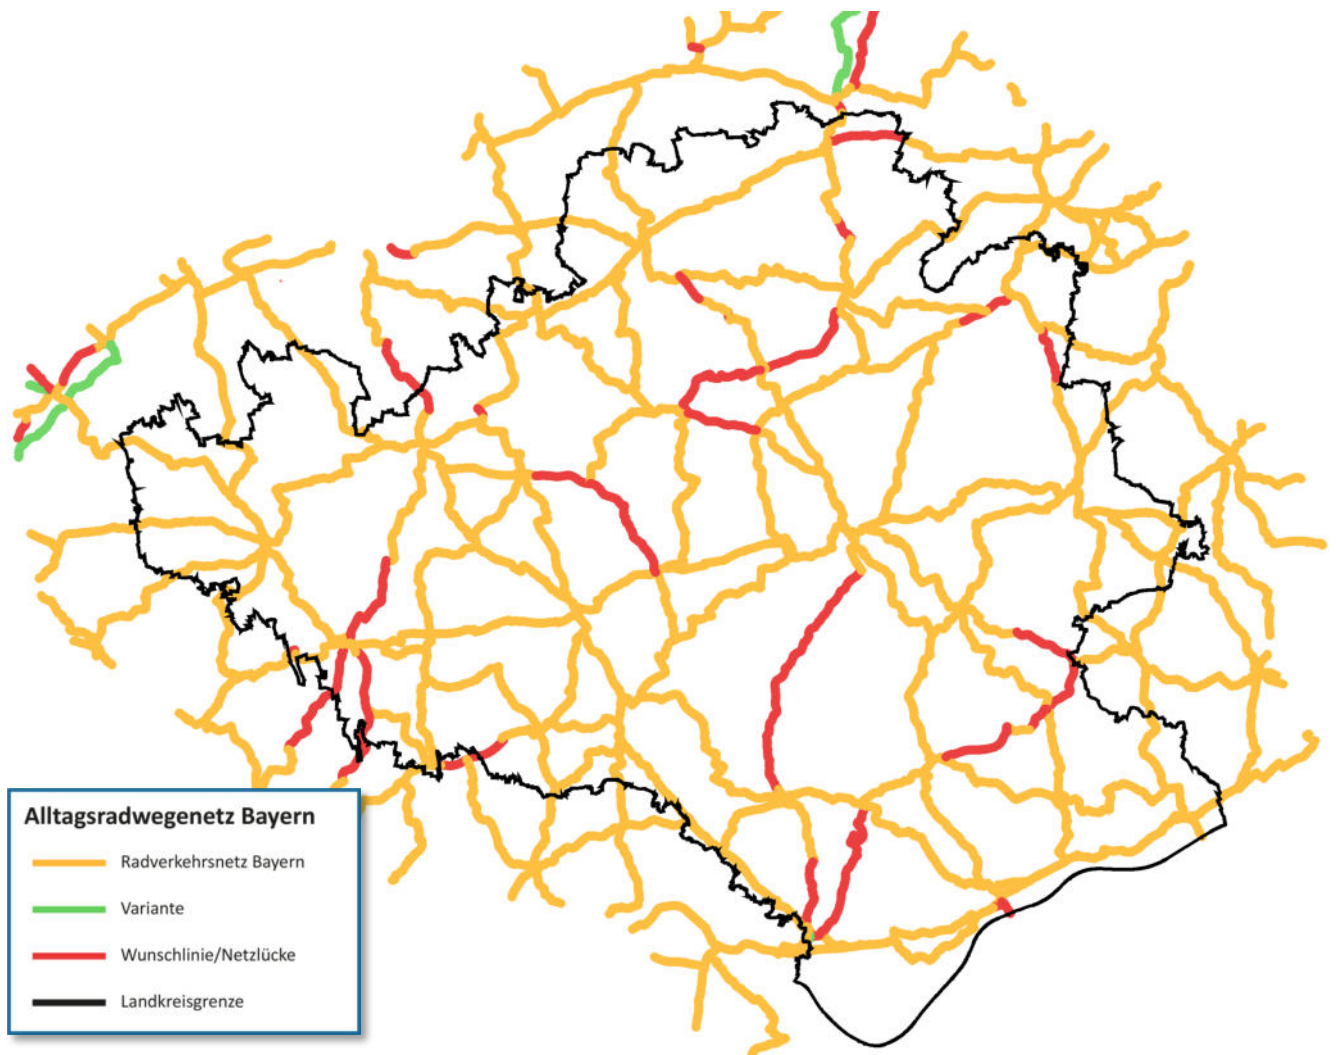 Alltagsradwegenetz Bayern
Radverkehrsnetz Bayern
Variante
Wunschlinie/Netzlücke
Landkreisgrenze